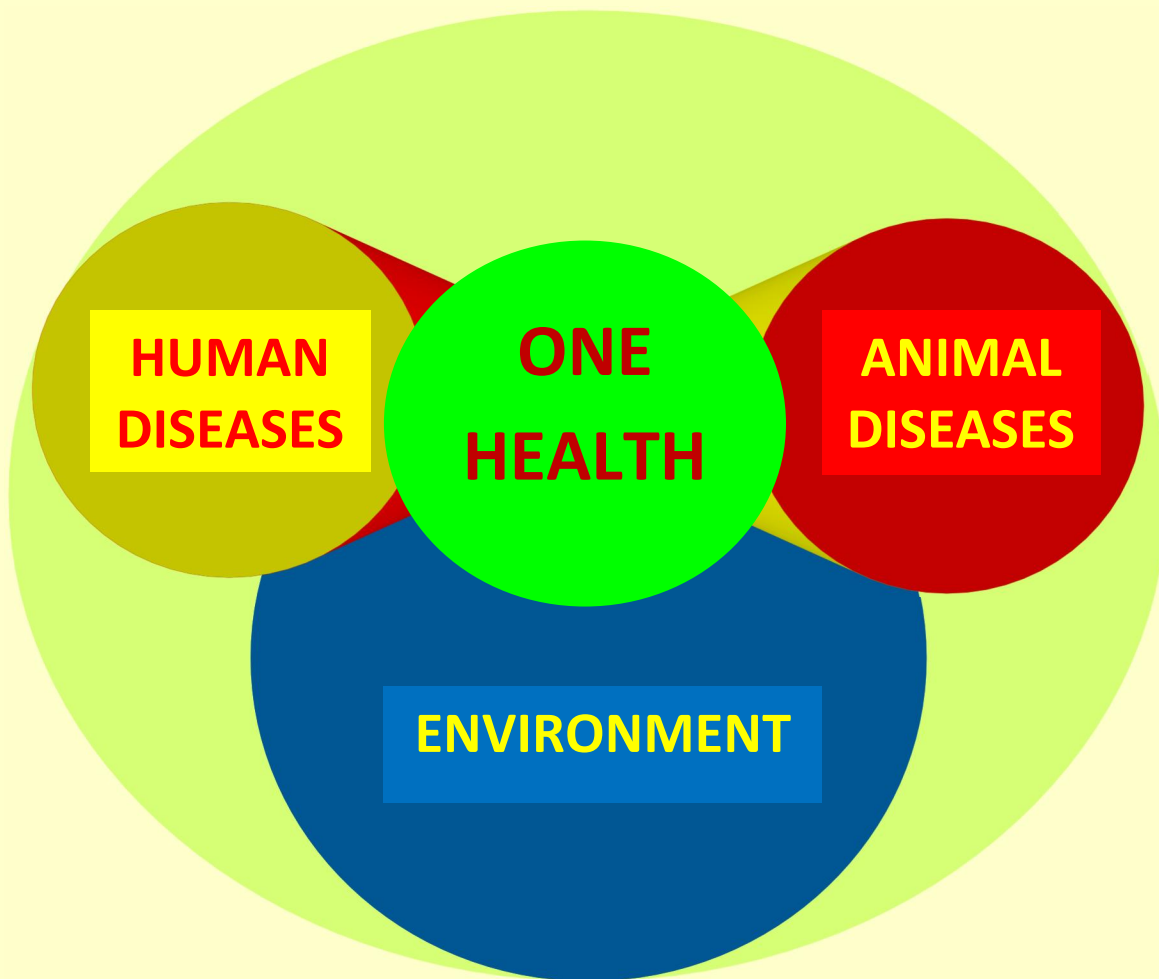 HUMAN
DISEASES
ONE
HEALTH
ANIMAL
DISEASES
ENVIRONMENT